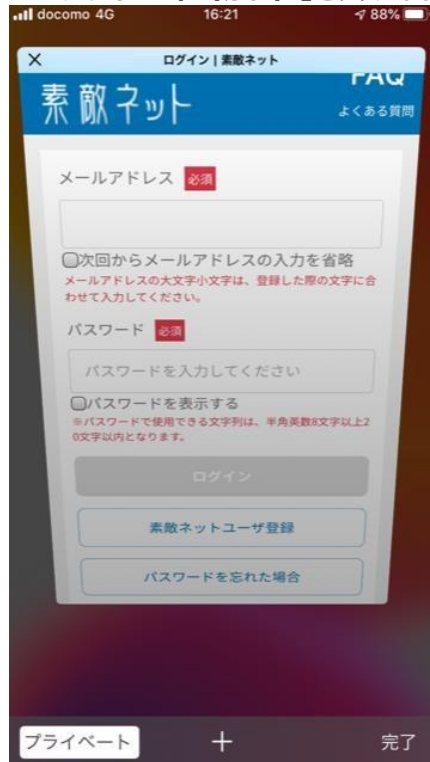 docomo 4G 16:21 88%
ログイン | 素敵ネット
素敵ネット
FAQ
よくある質問
メールアドレス 必須
次回からメールアドレスの入力を省略
メールアドレスの大文字小文字は、登録した際の文字に合
わせて入力してください。
パスワード 必須
パスワードを入力してください
パスワードを表示する
※パスワードで使用できる文字列は、半角英数8文字以上2
0文字以内となります。
ログイン
素敵ネットユーザ登録
パスワードを忘れた場合
プライベート + 完了